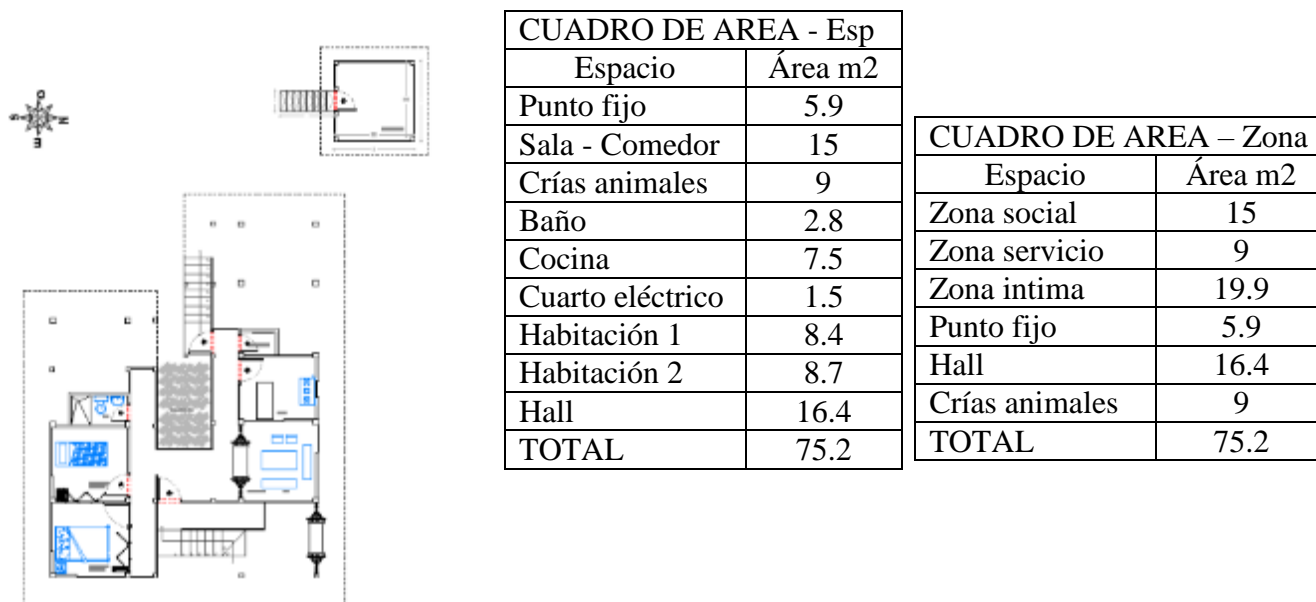 CUADRO DE AREA - Esp
Espacio Área m2
Punto fijo 5.9
Sala - Comedor 15
Crías animales 9
Baño 2.8
Cocina 7.5
Cuarto eléctrico 1.5
Habitación 1 8.4
Habitación 2 8.7
Hall 16.4
TOTAL 75.2
CUADRO DE AREA – Zona
Espacio Área m2
Zona social 15
Zona servicio 9
Zona intima 19.9
Punto fijo 5.9
Hall 16.4
Crías animales 9
TOTAL 75.2